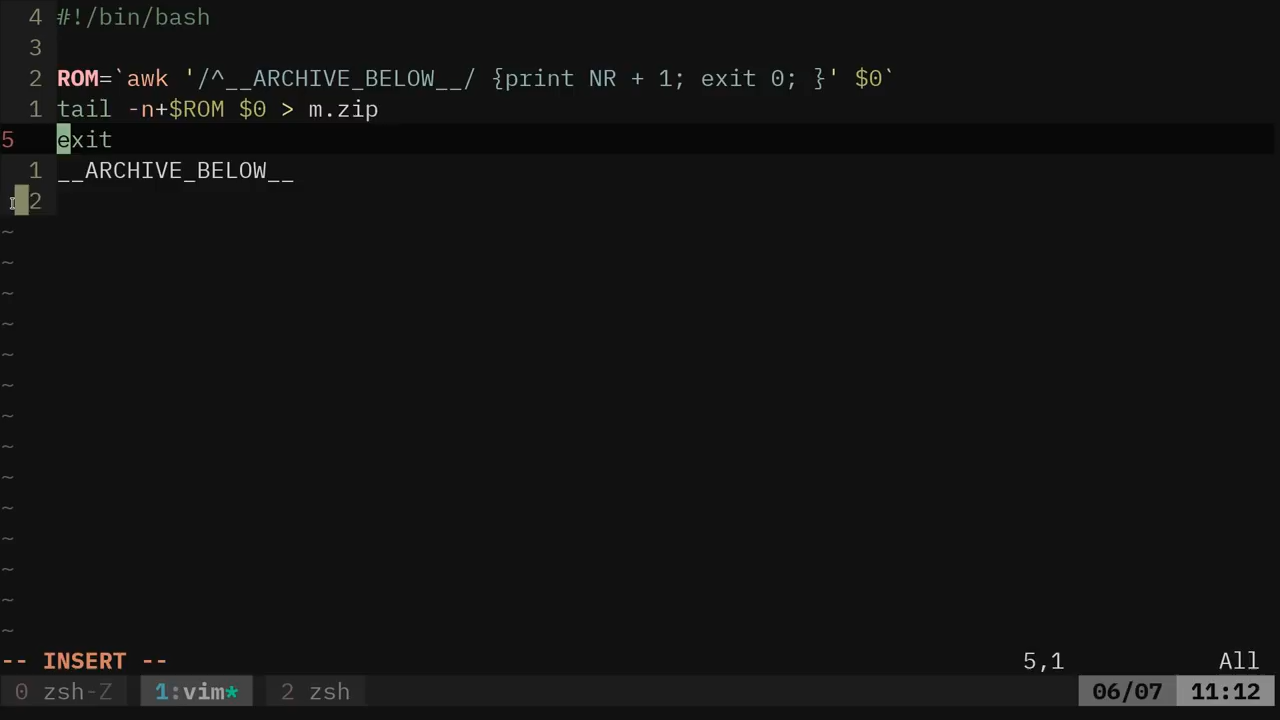 4 #!/bin/bash
3
2 ROM=`awk '/^__ARCHIVE_BELOW__/ {print NR + 1; exit 0; }' $0`
1 tail -n+$ROM $0 > m.zip
5 exit
1 __ARCHIVE_BELOW__
2
~
~
~
~
~
~
~
~
~
~
~
~
~
~
-- INSERT -- 5,1 All
0 zsh-Z 1:vim* 2 zsh 06/07 11:12